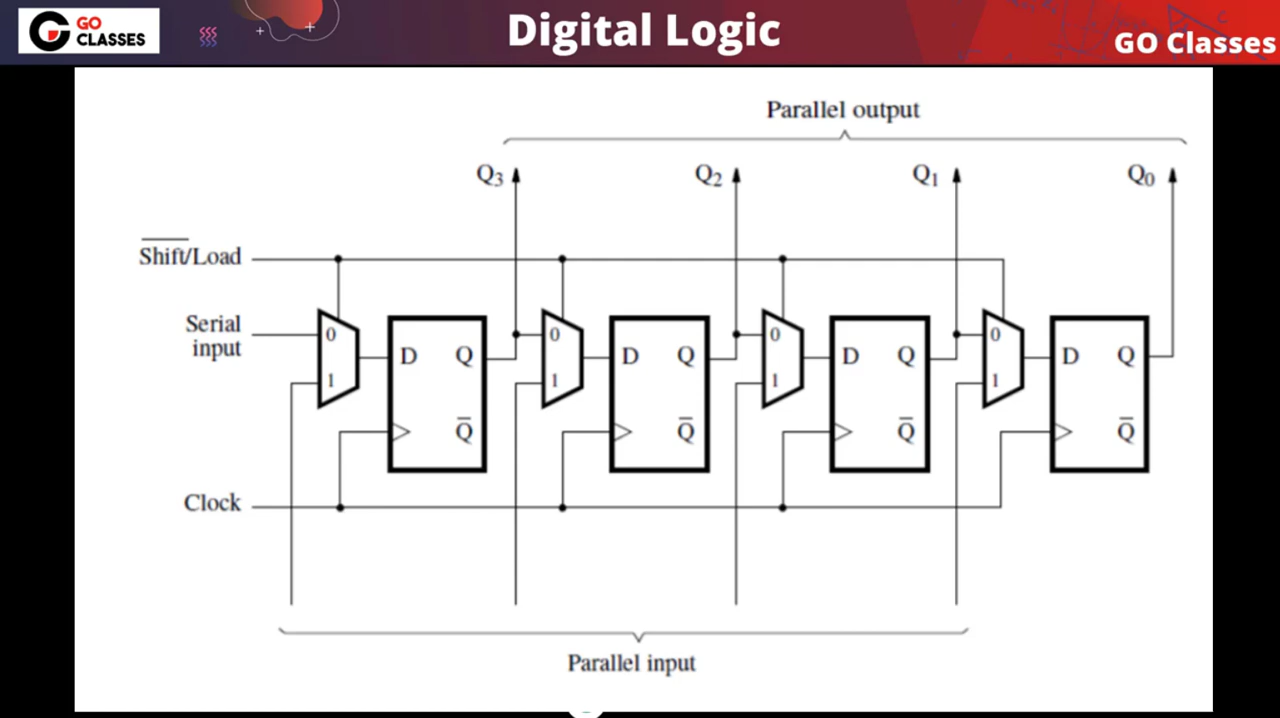 GO
CLASSES
Digital Logic
GO Classes
Parallel output
Q3 Q2 Q1 Q0
S̅h̅i̅f̅t̅/Load
Serial
input
0 0 0 0
D Q D Q D Q D Q
1 1 1 1
Q̅ Q̅ Q̅ Q̅
Clock
Parallel input